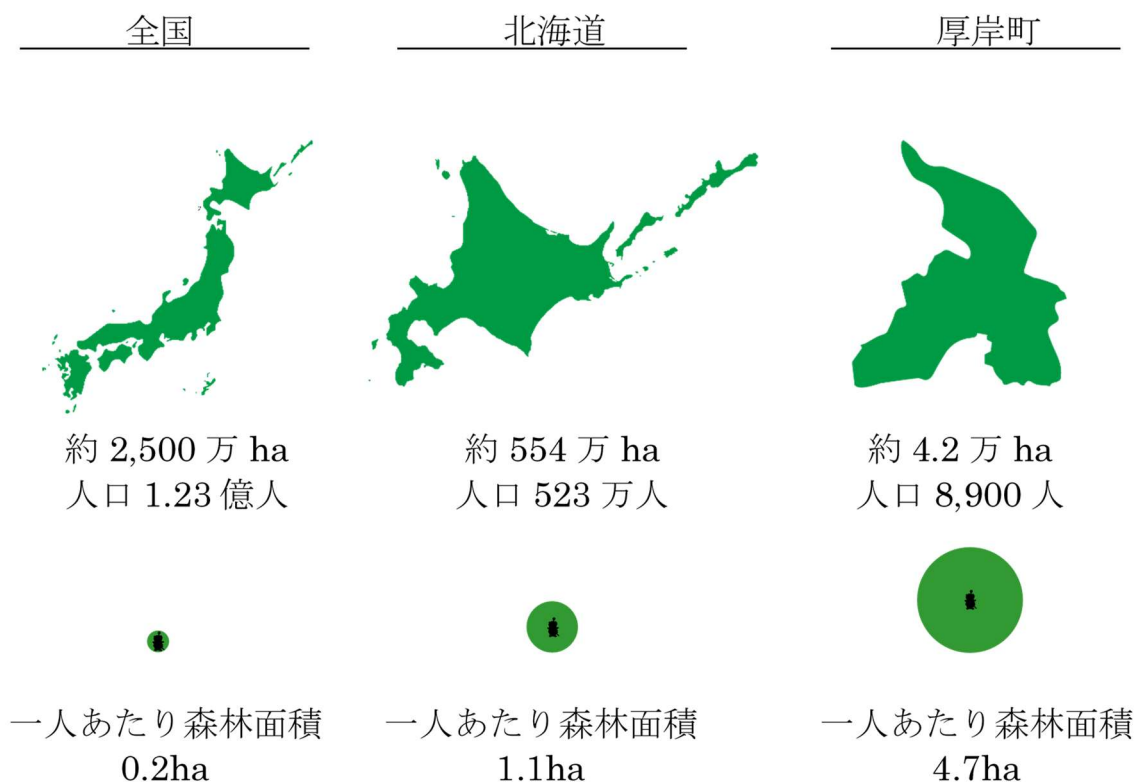 全国
北海道
厚岸町
約 2,500 万 ha
人口 1.23 億人
約 554 万 ha
人口 523 万人
約 4.2 万 ha
人口 8,900 人
一人あたり森林面積
0.2ha
一人あたり森林面積
1.1ha
一人あたり森林面積
4.7ha